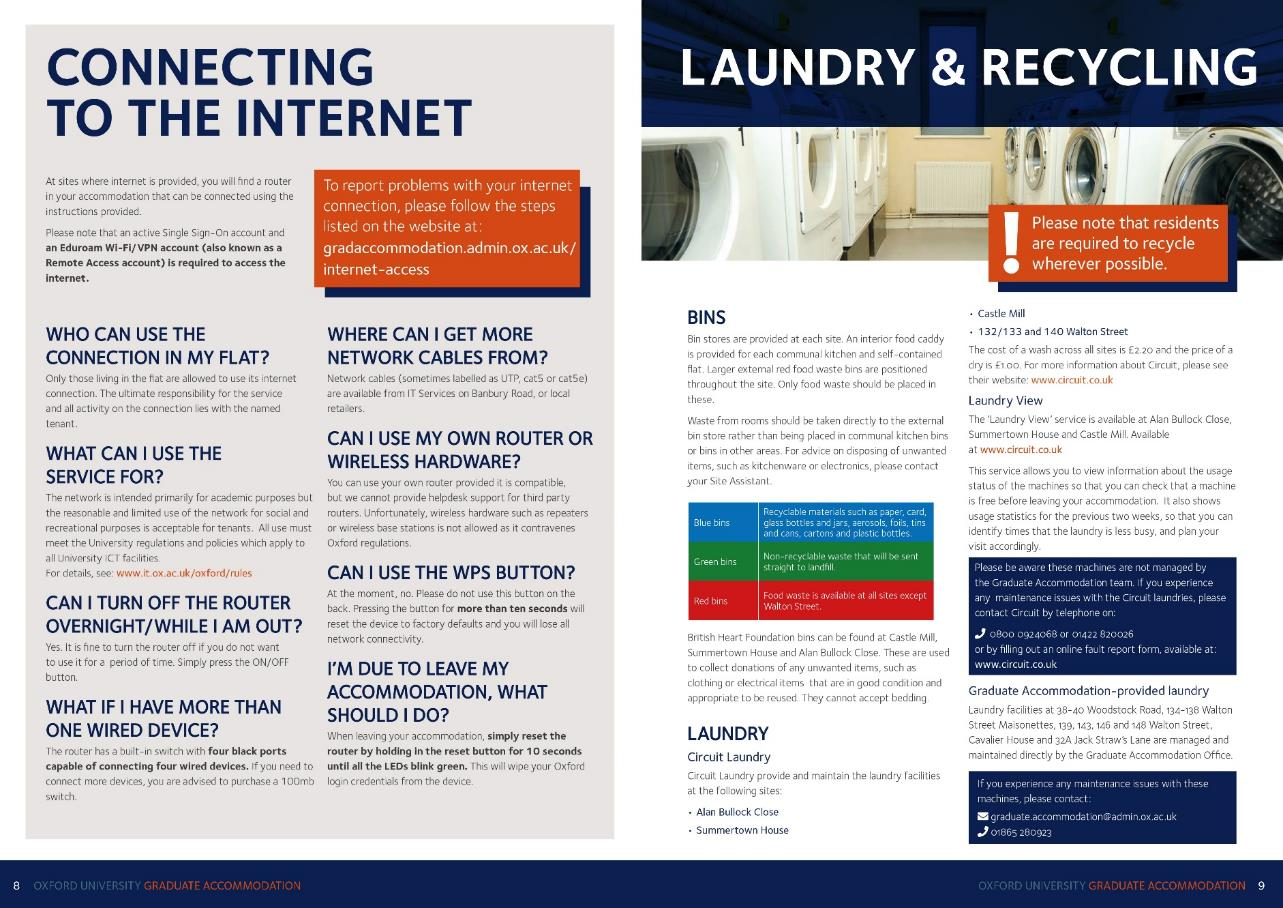 CONNECTING
TO THE INTERNET
At sites where internet is provided, you will find a router
in your accommodation that can be connected using the
instructions provided.
Please note that an active Single Sign-On account and
an Eduroam Wi-Fi/VPN account (also known as a
Remote Access account) is required to access the
internet.
To report problems with your internet
connection, please follow the steps
listed on the website at:
gradaccommodation.admin.ox.ac.uk/
internet-access
WHO CAN USE THE
CONNECTION IN MY FLAT?
Only those living in the flat are allowed to use its internet
connection. The ultimate responsibility for the service
and all activity on the connection lies with the named
tenant.
WHAT CAN I USE THE
SERVICE FOR?
The network is intended primarily for academic purposes but
the reasonable and limited use of the network for social and
recreational purposes is acceptable for tenants. All use must
meet the University regulations and policies which apply to
all University ICT facilities.
For details, see: www.it.ox.ac.uk/oxford/rules
CAN I TURN OFF THE ROUTER
OVERNIGHT/WHILE I AM OUT?
Yes. It is fine to turn the router off if you do not want
to use it for a period of time. Simply press the ON/OFF
button.
WHAT IF I HAVE MORE THAN
ONE WIRED DEVICE?
The router has a built-in switch with four black ports
capable of connecting four wired devices. If you need to
connect more devices, you are advised to purchase a 100mb
switch.
WHERE CAN I GET MORE
NETWORK CABLES FROM?
Network cables (sometimes labelled as UTP, cat5 or cat5e)
are available from IT Services on Banbury Road, or local
retailers.
CAN I USE MY OWN ROUTER OR
WIRELESS HARDWARE?
You can use your own router provided it is compatible,
but we cannot provide helpdesk support for third party
routers. Unfortunately, wireless hardware such as repeaters
or wireless base stations is not allowed as it contravenes
Oxford regulations.
CAN I USE THE WPS BUTTON?
At the moment, no. Please do not use this button on the
back. Pressing the button for more than ten seconds will
reset the device to factory defaults and you will lose all
network connectivity.
I'M DUE TO LEAVE MY
ACCOMMODATION, WHAT
SHOULD I DO?
When leaving your accommodation, simply reset the
router by holding in the reset button for 10 seconds
until all the LEDs blink green. This will wipe your Oxford
login credentials from the device.
8 OXFORD UNIVERSITY GRADUATE ACCOMMODATION
LAUNDRY & RECYCLING
! Please note that residents
are required to recycle
wherever possible.
BINS
Bin stores are provided at each site. An interior food caddy
is provided for each communal kitchen and self-contained
flat. Larger external red food waste bins are positioned
throughout the site. Only food waste should be placed in
these.
Waste from rooms should be taken directly to the external
bin store rather than being placed in communal kitchen bins
or bins in other areas. For advice on disposing of unwanted
items, such as kitchenware or electronics, please contact
your Site Assistant.
Blue bins
Recyclable materials such as paper, card,
glass bottles and jars, aerosols, foils, tins
and cans, cartons and plastic bottles.
Green bins
Non-recyclable waste that will be sent
straight to landfill.
Red bins
Food waste is available at all sites except
Walton Street.
British Heart Foundation bins can be found at Castle Mill,
Summertown House and Alan Bullock Close. These are used
to collect donations of any unwanted items, such as
clothing or electrical items that are in good condition and
appropriate to be reused. They cannot accept bedding.
LAUNDRY
Circuit Laundry
Circuit Laundry provide and maintain the laundry facilities
at the following sites:
• Alan Bullock Close
• Summertown House
• Castle Mill
• 132/133 and 140 Walton Street
The cost of a wash across all sites is £2.20 and the price of a
dry is £1.00. For more information about Circuit, please see
their website: www.circuit.co.uk
Laundry View
The 'Laundry View' service is available at Alan Bullock Close,
Summertown House and Castle Mill. Available
at www.circuit.co.uk
This service allows you to view information about the usage
status of the machines so that you can check that a machine
is free before leaving your accommodation. It also shows
usage statistics for the previous two weeks, so that you can
identify times that the laundry is less busy, and plan your
visit accordingly.
Please be aware these machines are not managed by
the Graduate Accommodation team. If you experience
any maintenance issues with the Circuit laundries, please
contact Circuit by telephone on:
0800 0924068 or 01422 820026
or by filling out an online fault report form, available at:
www.circuit.co.uk
Graduate Accommodation-provided laundry
Laundry facilities at 38-40 Woodstock Road, 134-138 Walton
Street Maisonettes, 139, 143, 146 and 148 Walton Street,
Cavalier House and 32A Jack Straw's Lane are managed and
maintained directly by the Graduate Accommodation Office.
If you experience any maintenance issues with these
machines, please contact:
graduate.accommodation@admin.ox.ac.uk
01865 280923
OXFORD UNIVERSITY GRADUATE ACCOMMODATION 9